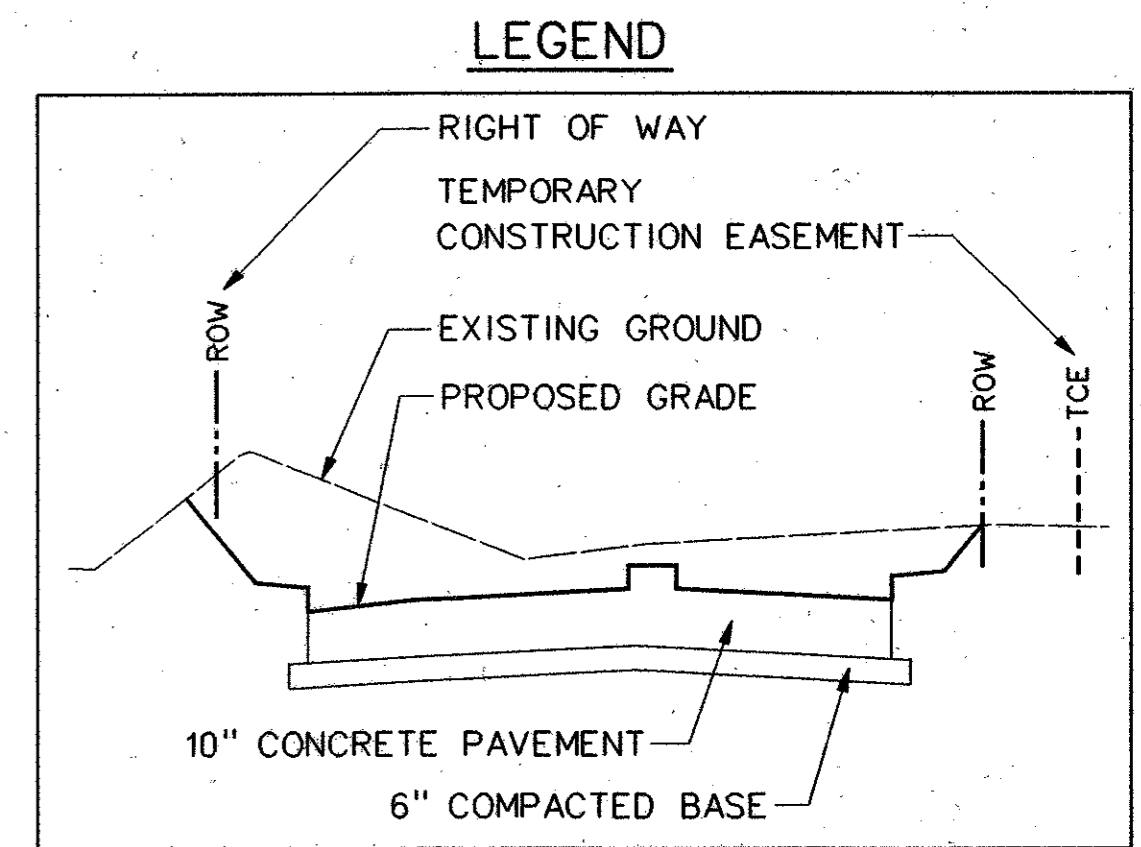 LEGEND
RIGHT OF WAY
TEMPORARY
CONSTRUCTION EASEMENT
ROW
EXISTING GROUND
PROPOSED GRADE
ROW
TCE
10" CONCRETE PAVEMENT
6" COMPACTED BASE